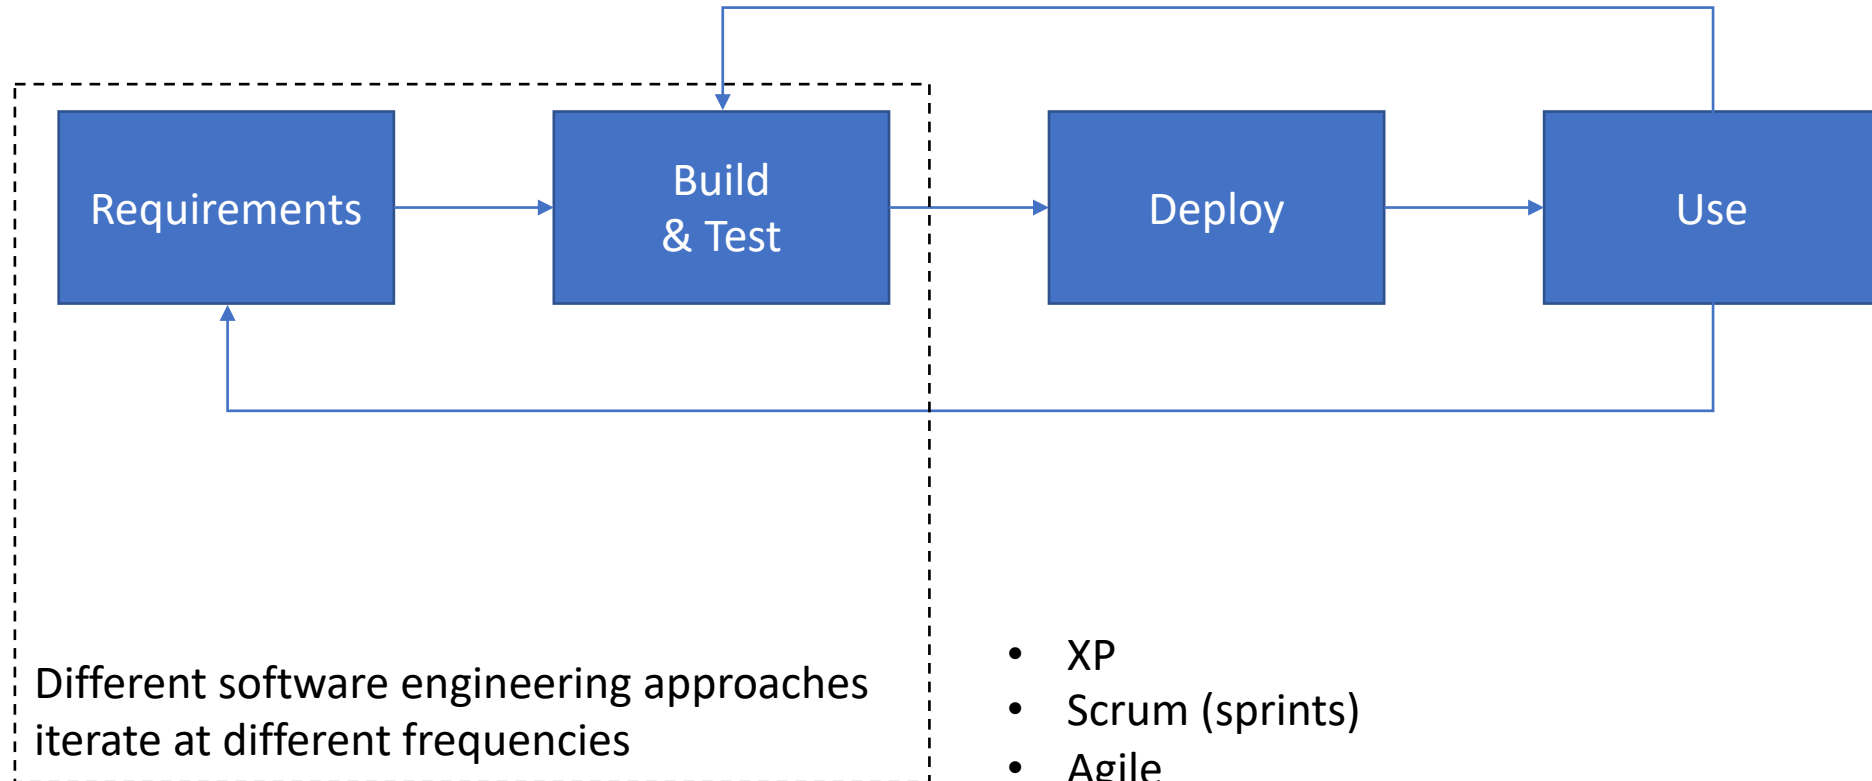 Requirements
Build
& Test
Deploy
Use
Different software engineering approaches
iterate at different frequencies
• XP
• Scrum (sprints)
• Agile